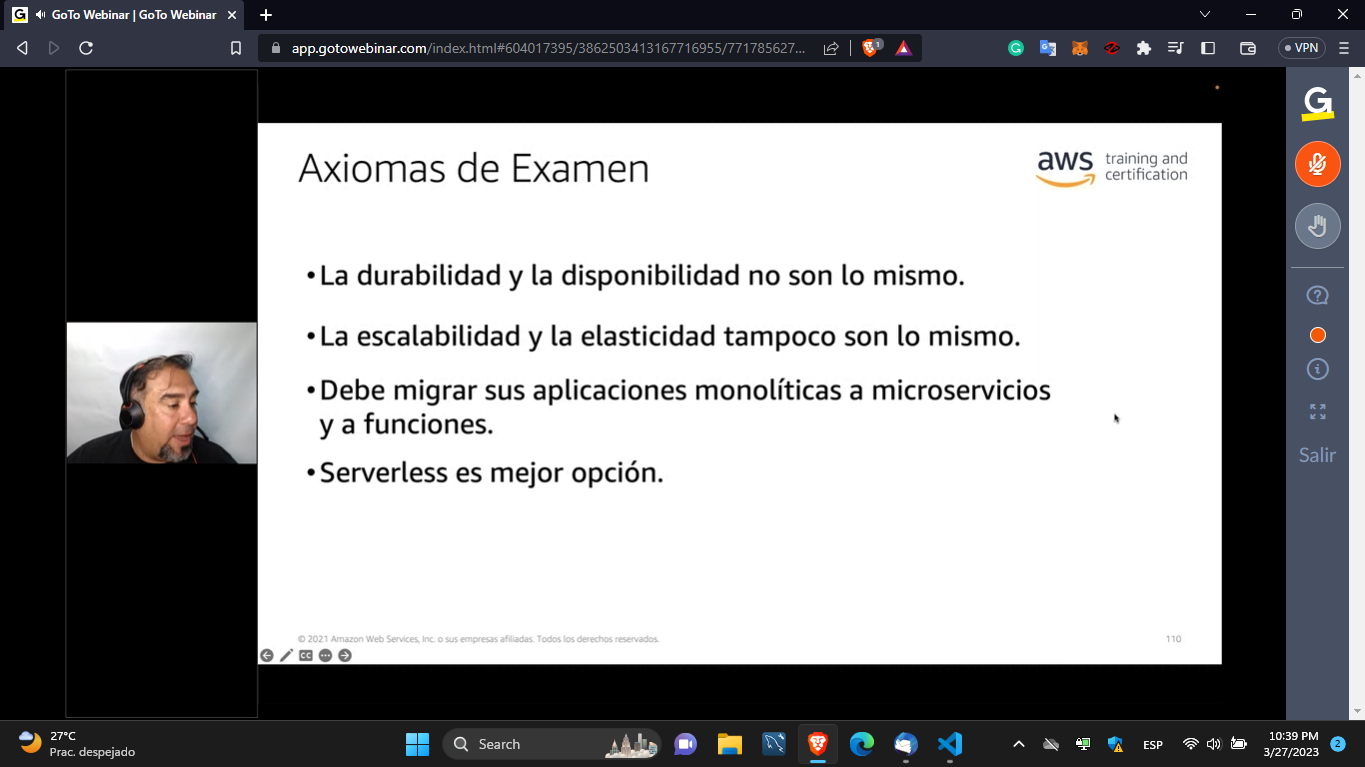 GoTo Webinar | GoTo Webinar
app.gotowebinar.com/index.html#604017395/3862503413167716955/771785627...
1
VPN
Axiomas de Examen
aws training and
certification
•La durabilidad y la disponibilidad no son lo mismo.
•La escalabilidad y la elasticidad tampoco son lo mismo.
•Debe migrar sus aplicaciones monolíticas a microservicios
y a funciones.
•Serverless es mejor opción.
© 2021 Amazon Web Services, Inc. o sus empresas afiliadas. Todos los derechos reservados.
110
CC
Salir
27°C
Prac. despejado
Search
ESP
10:39 PM
3/27/2023
2